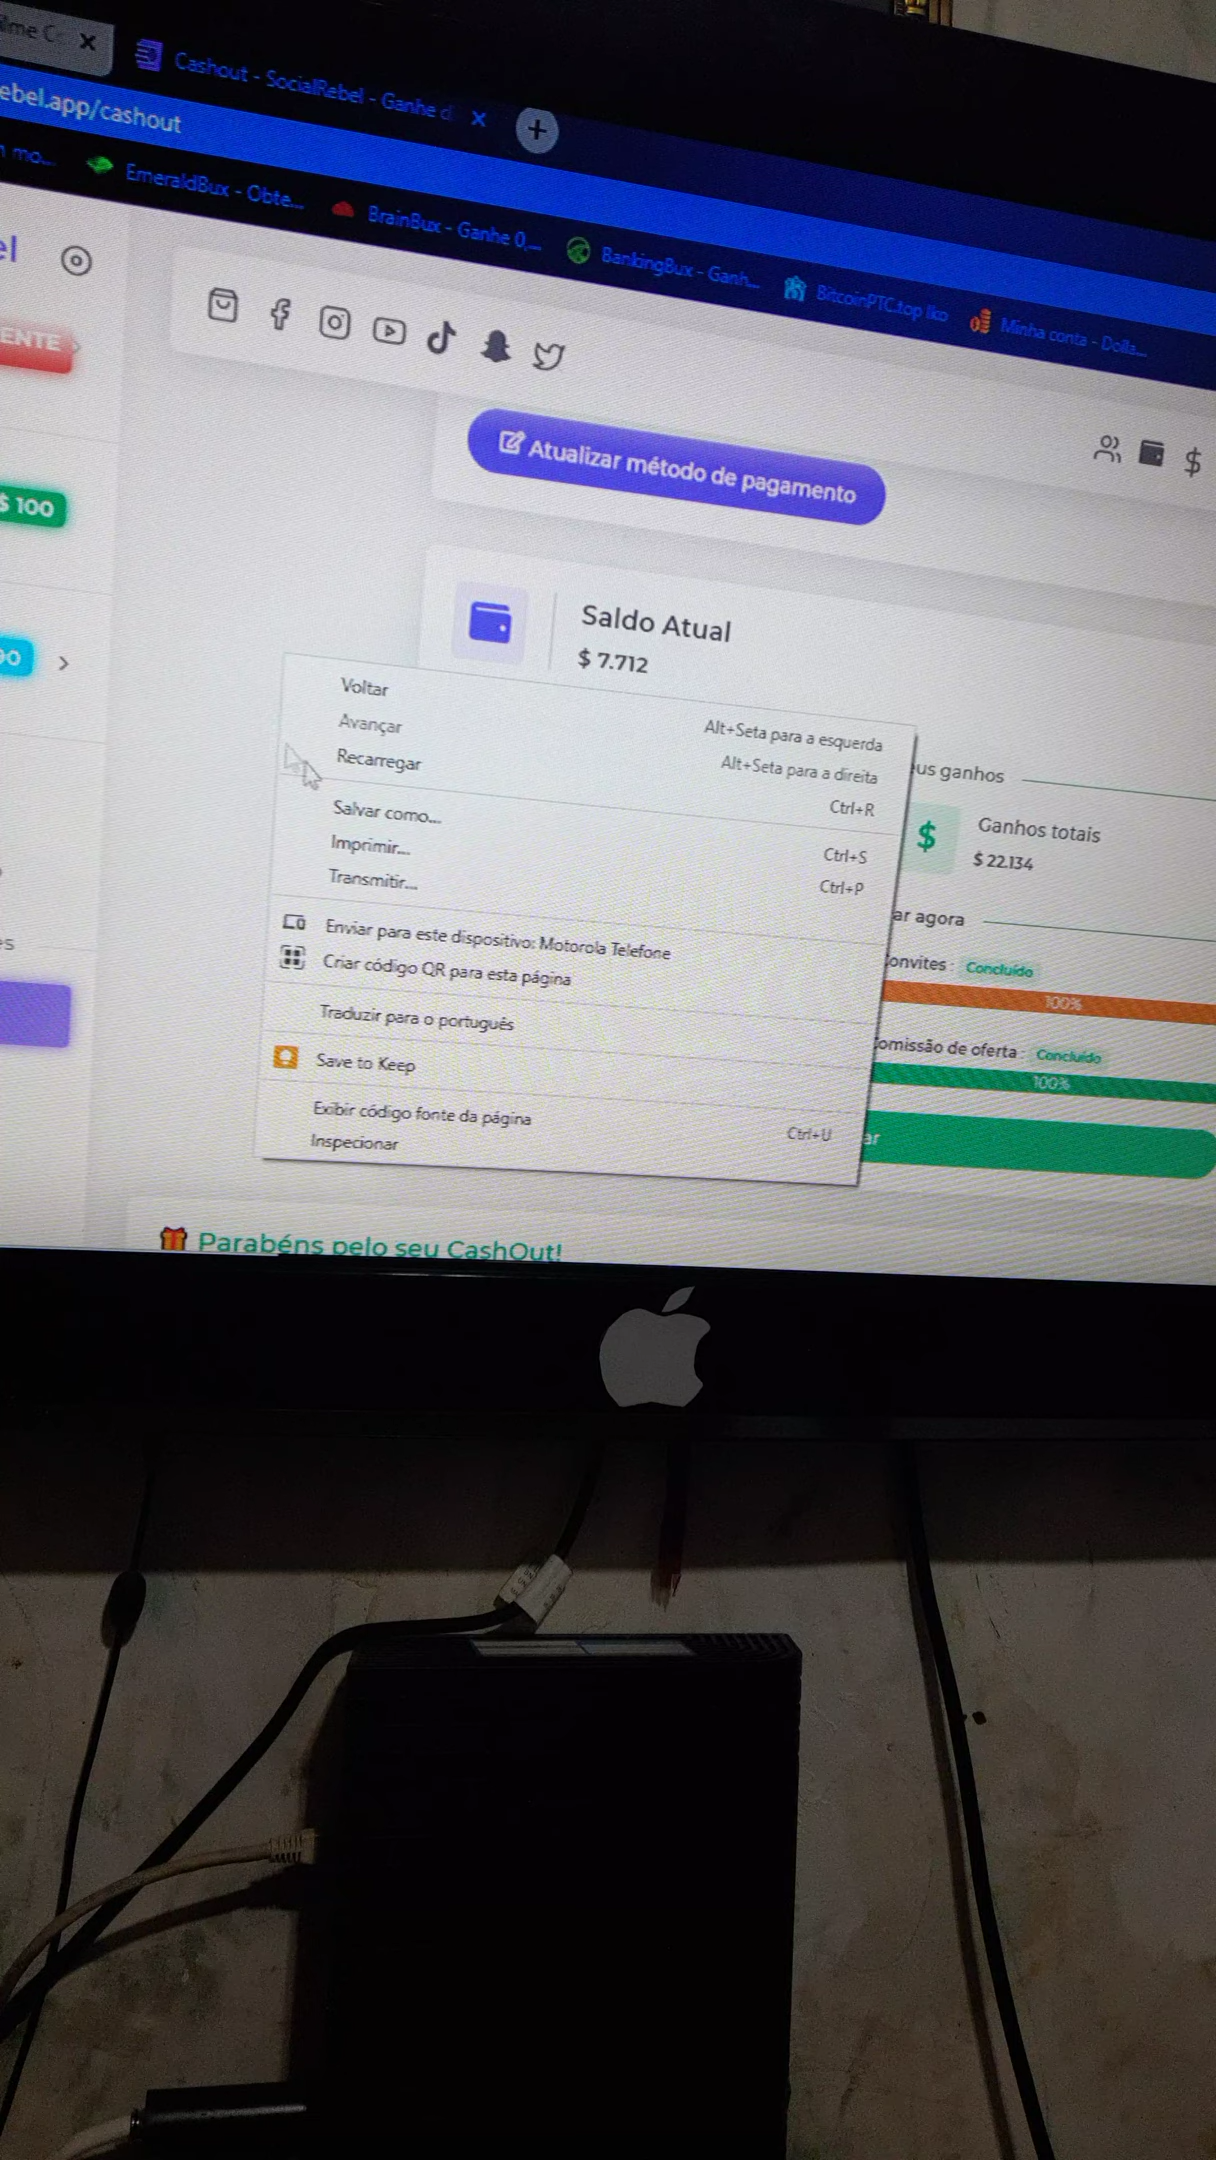 Cashout - SocialRebel - Ganhe d
ebel.app/cashout
mo...
EmeraldBux - Obte...
BrainBux - Ganhe 0,...
BankingBux - Ganh...
BitcoinPTC.top Iko
Minha conta - Dolla...
el
ENTE
$ 100
Atualizar método de pagamento
Saldo Atual
$ 7.712
Voltar
Alt+Seta para a esquerda
Avançar
Alt+Seta para a direita
Recarregar
Ctrl+R
Salvar como...
Ctrl+S
Imprimir...
Ctrl+P
Transmitir...
Enviar para este dispositivo: Motorola Telefone
Criar código QR para esta página
Traduzir para o português
Save to Keep
Exibir código fonte da página
Ctrl+U
Inspecionar
us ganhos
$
Ganhos totais
$ 22.134
ar agora
onvites :
Concluído
100%
omissão de oferta :
Concluído
100%
ar
es
Parabéns pelo seu CashOut!